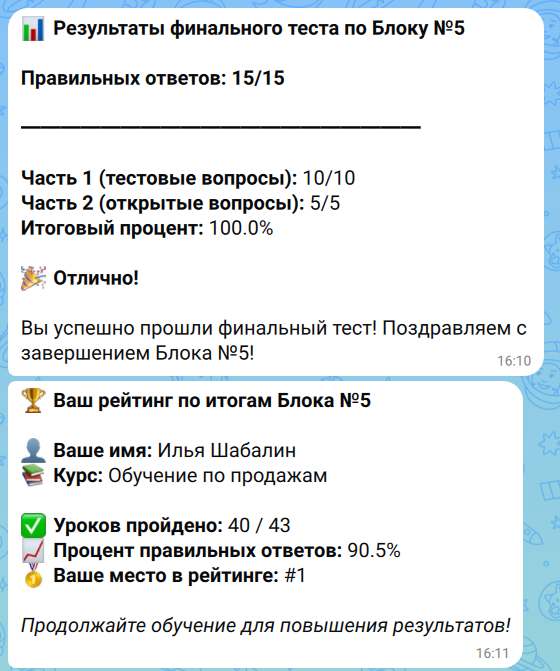 📊 Результаты финального теста по Блоку №5
Правильных ответов: 15/15
————————————————————
Часть 1 (тестовые вопросы): 10/10
Часть 2 (открытые вопросы): 5/5
Итоговый процент: 100.0%
🎉 Отлично!
Вы успешно прошли финальный тест! Поздравляем с
завершением Блока №5!
16:10
🏆 Ваш рейтинг по итогам Блока №5
👤 Ваше имя: Илья Шабалин
📚 Курс: Обучение по продажам
✅ Уроков пройдено: 40 / 43
📈 Процент правильных ответов: 90.5%
🏅 Ваше место в рейтинге: #1
Продолжайте обучение для повышения результатов!
16:11